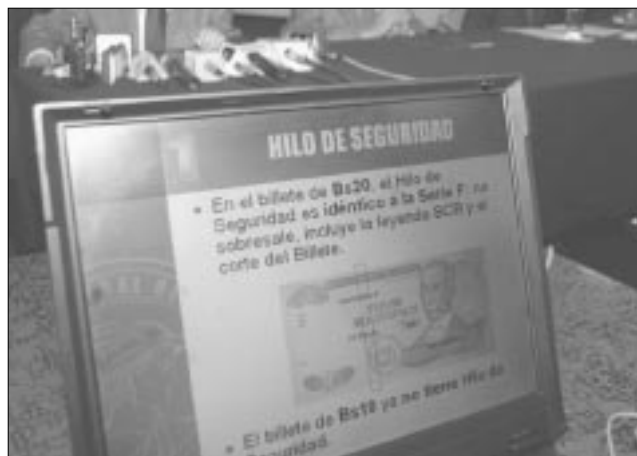 HILO DE SEGURIDAD
• En el billete de Bs20, el Hilo de
Seguridad es idéntico a la Serie F: no
sobresale, incluye la leyenda BCB y el
corte del Billete.
• El billete de Bs10 ya no tiene Hilo de
Seguridad.